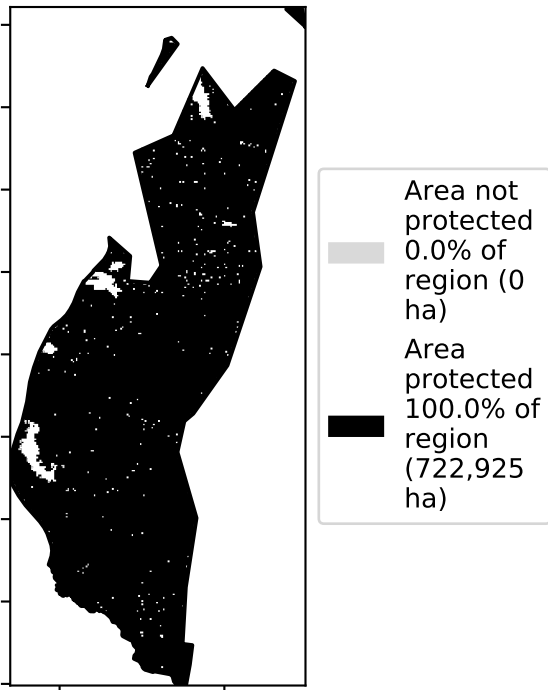 Area not
protected
0.0% of
region (0
ha)
Area
protected
100.0% of
region
(722,925
ha)